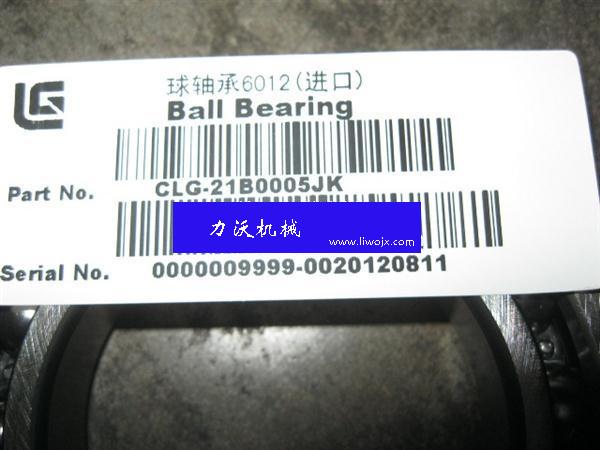 球轴承6012(进口)
Ball Bearing
Part No. CLG-21B0005JK
力沃机械
www.liwojx.com
Serial No. 0000009999-0020120811